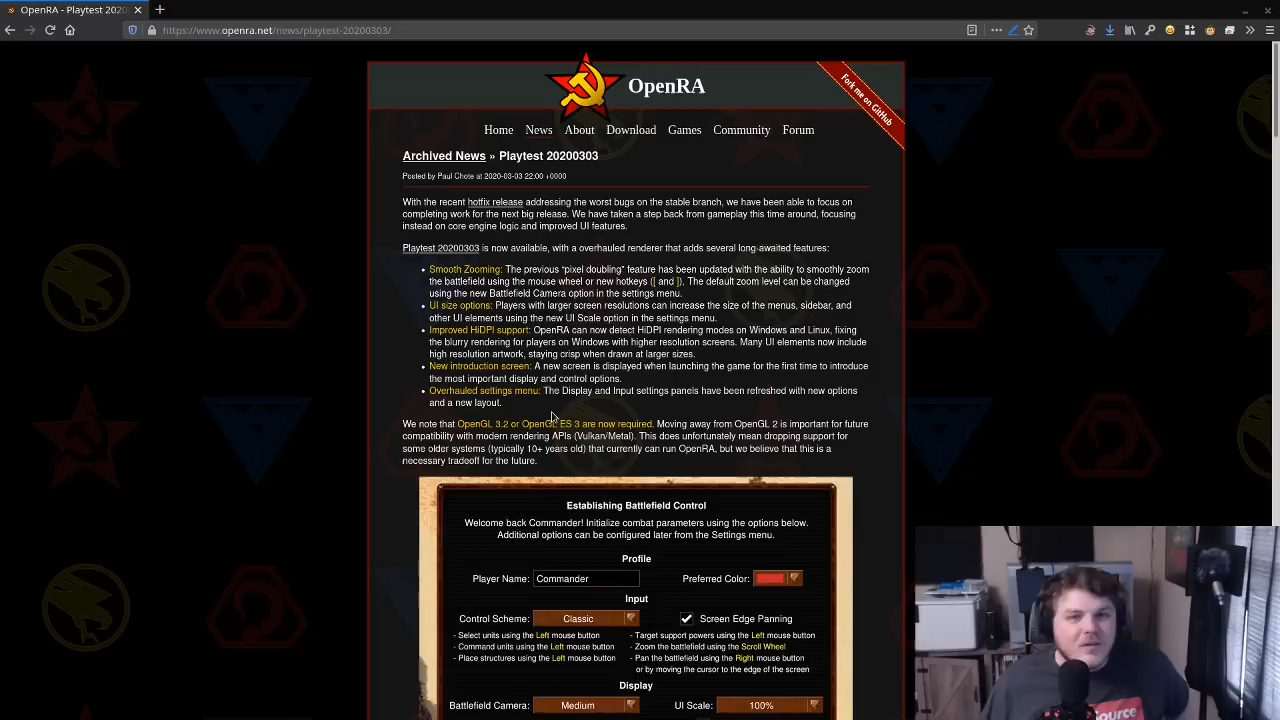 OpenRA - Playtest 2020
https://www.openra.net/news/playtest-20200303/
OpenRA
Fork me on GitHub
Home News About Download Games Community Forum
Archived News » Playtest 20200303
Posted by Paul Chote at 2020-03-03 22:00 +0000
With the recent hotfix release addressing the worst bugs on the stable branch, we have been able to focus on
completing work for the next big release. We have taken a step back from gameplay this time around, focusing
instead on core engine logic and improved UI features.
Playtest 20200303 is now available, with a overhauled renderer that adds several long-awaited features:
• Smooth Zooming: The previous “pixel doubling” feature has been updated with the ability to smoothly zoom
the battlefield using the mouse wheel or new hotkeys ([ and ]). The default zoom level can be changed
using the new Battlefield Camera option in the settings menu.
• UI size options: Players with larger screen resolutions can increase the size of the menus, sidebar, and
other UI elements using the new UI Scale option in the settings menu.
• Improved HiDPI support: OpenRA can now detect HiDPI rendering modes on Windows and Linux, fixing
the blurry rendering for players on Windows with higher resolution screens. Many UI elements now include
high resolution artwork, staying crisp when drawn at larger sizes.
• New introduction screen: A new screen is displayed when launching the game for the first time to introduce
the most important display and control options.
• Overhauled settings menu: The Display and Input settings panels have been refreshed with new options
and a new layout.
We note that OpenGL 3.2 or OpenGL ES 3 are now required. Moving away from OpenGL 2 is important for future
compatibility with modern rendering APIs (Vulkan/Metal). This does unfortunately mean dropping support for
some older systems (typically 10+ years old) that currently can run OpenRA, but we believe that this is a
necessary tradeoff for the future.
Establishing Battlefield Control
Welcome back Commander! Initialize combat parameters using the options below.
Additional options can be configured later from the Settings menu.
Profile
Player Name: Commander Preferred Color:
Input
Control Scheme: Classic Screen Edge Panning
- Select units using the Left mouse button
- Command units using the Left mouse button
- Place structures using the Left mouse button
- Target support powers using the Left mouse button
- Zoom the battlefield using the Scroll Wheel
- Pan the battlefield using the Right mouse button
or by moving the cursor to the edge of the screen
Display
Battlefield Camera: Medium UI Scale: 100%
Source